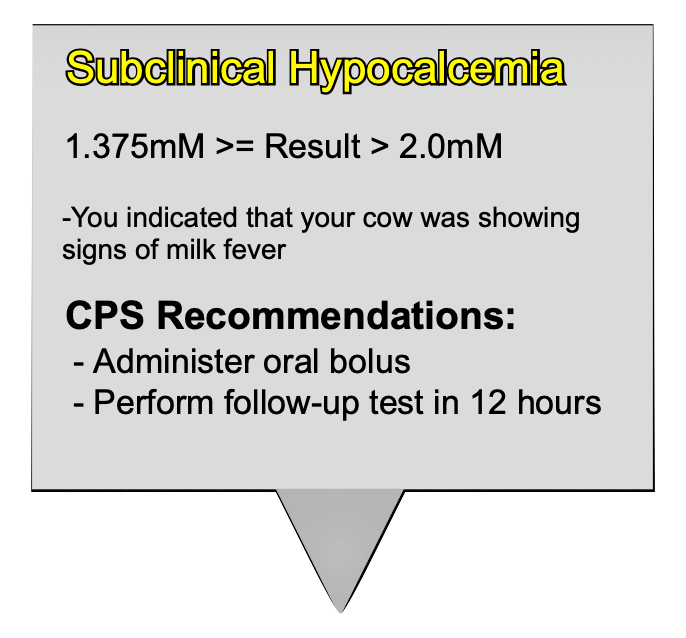 Subclinical Hypocalcemia
1.375mM >= Result > 2.0mM
-You indicated that your cow was showing
signs of milk fever
CPS Recommendations:
- Administer oral bolus
- Perform follow-up test in 12 hours